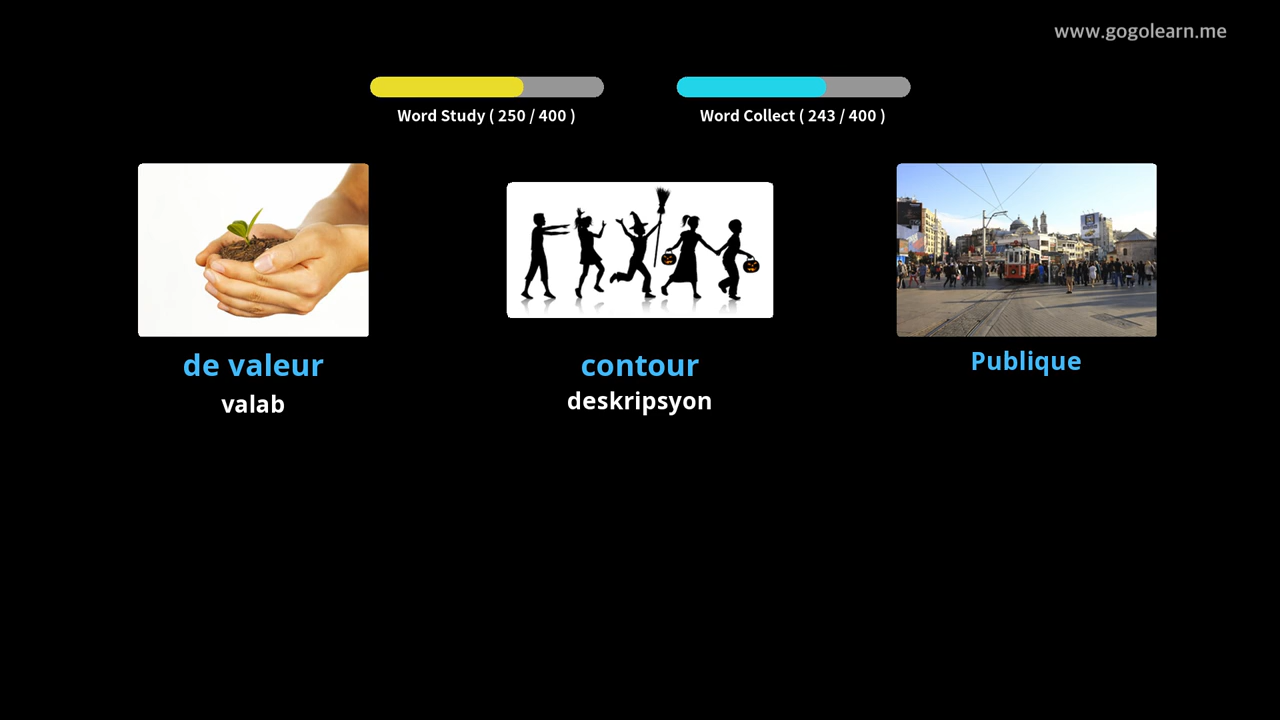 www.gogolearn.me
Word Study ( 250 / 400 )
Word Collect ( 243 / 400 )
de valeur
valab
contour
deskripsyon
Publique